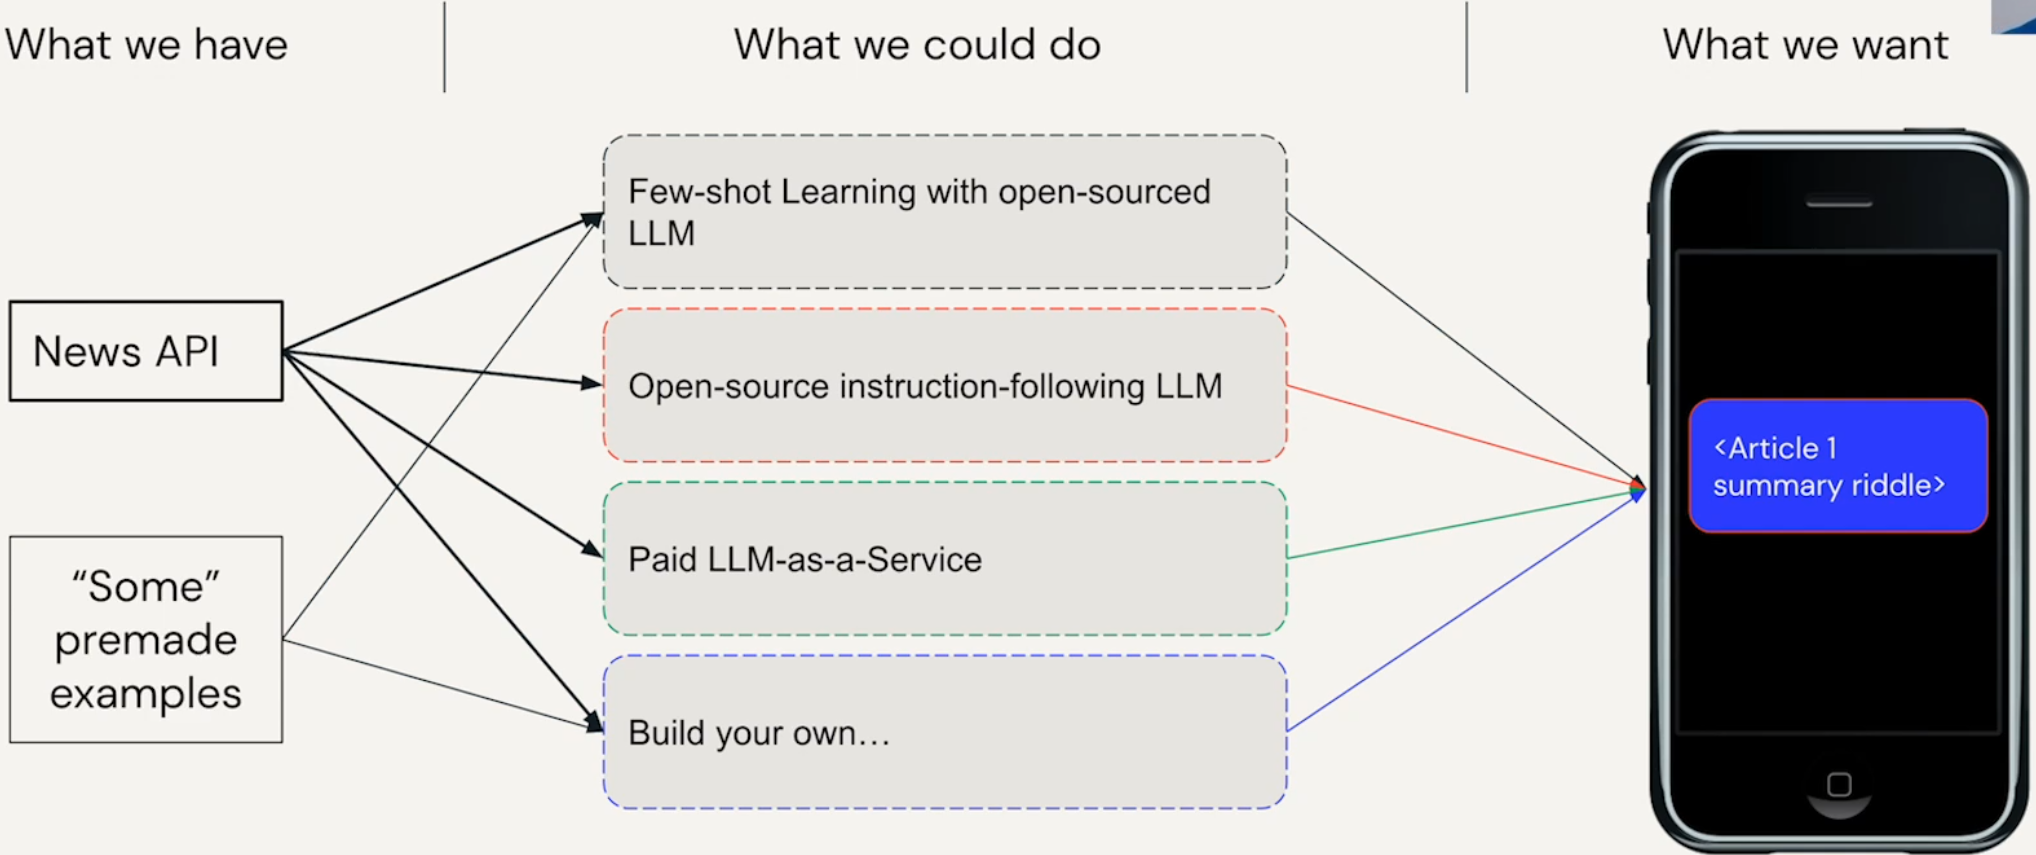 What we have
What we could do
What we want
News API
“Some”
premade
examples
Few-shot Learning with open-sourced
LLM
Open-source instruction-following LLM
Paid LLM-as-a-Service
Build your own…
<Article 1
summary riddle>